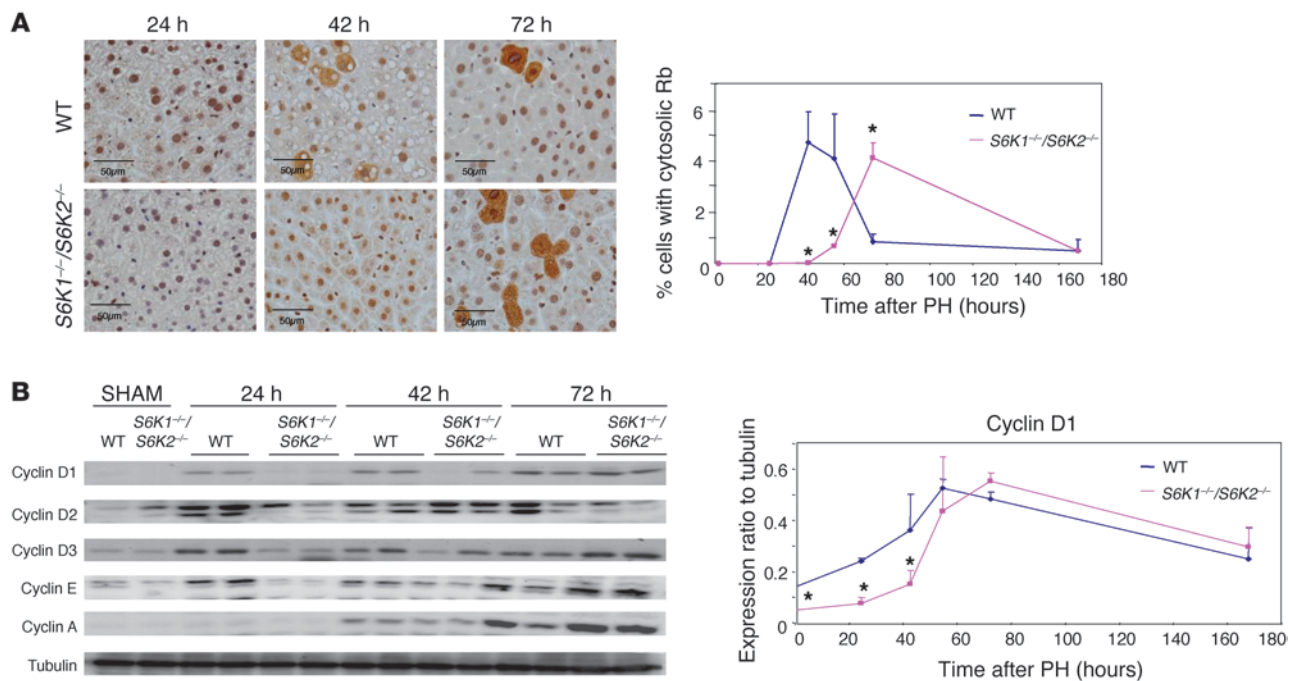 A
24 h 42 h 72 h
WT
50µm 50µm 50µm
S6K1⁻/⁻/S6K2⁻/⁻
50µm 50µm 50µm
% cells with cytosolic Rb
6
4
2
0
WT
S6K1⁻/⁻/S6K2⁻/⁻
*
*
*
0 20 40 60 80 100 120 140 160 180
Time after PH (hours)
B
SHAM 24 h 42 h 72 h
WT S6K1⁻/⁻/S6K2⁻/⁻ WT S6K1⁻/⁻/S6K2⁻/⁻ WT S6K1⁻/⁻/S6K2⁻/⁻ WT S6K1⁻/⁻/S6K2⁻/⁻
Cyclin D1
Cyclin D2
Cyclin D3
Cyclin E
Cyclin A
Tubulin
Cyclin D1
Expression ratio to tubulin
0.6
0.4
0.2
0
WT
S6K1⁻/⁻/S6K2⁻/⁻
*
*
*
0 20 40 60 80 100 120 140 160 180
Time after PH (hours)